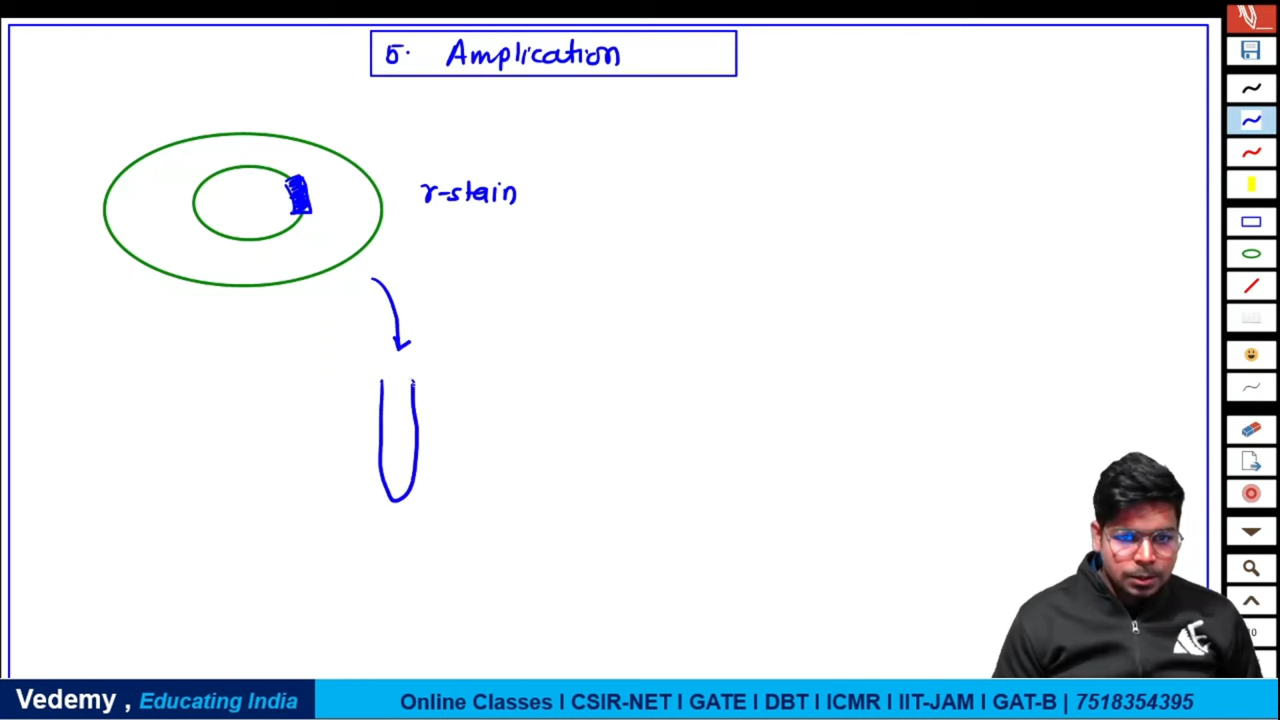 5. Amplication
r-stain
Vedemy , Educating India
Online Classes I CSIR-NET I GATE I DBT I ICMR I IIT-JAM I GAT-B | 7518354395